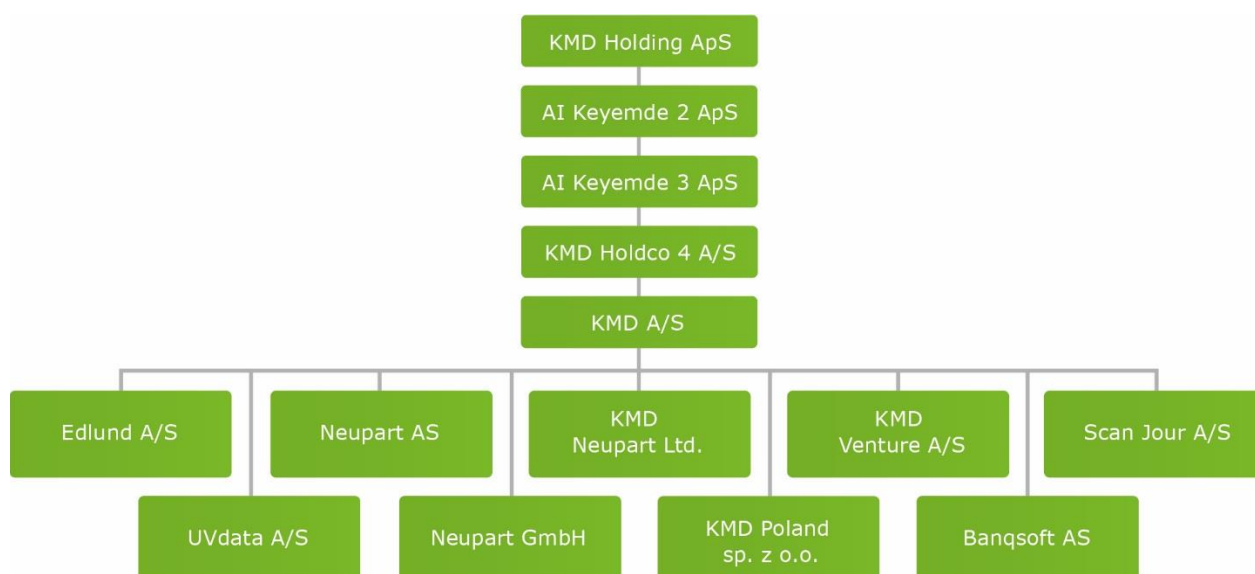 KMD Holding ApS
AI Keyemde 2 ApS
AI Keyemde 3 ApS
KMD Holdco 4 A/S
KMD A/S
Edlund A/S
Neupart AS
KMD
Neupart Ltd.
KMD
Venture A/S
Scan Jour A/S
UVdata A/S
Neupart GmbH
KMD Poland
sp. z o.o.
Banqsoft AS